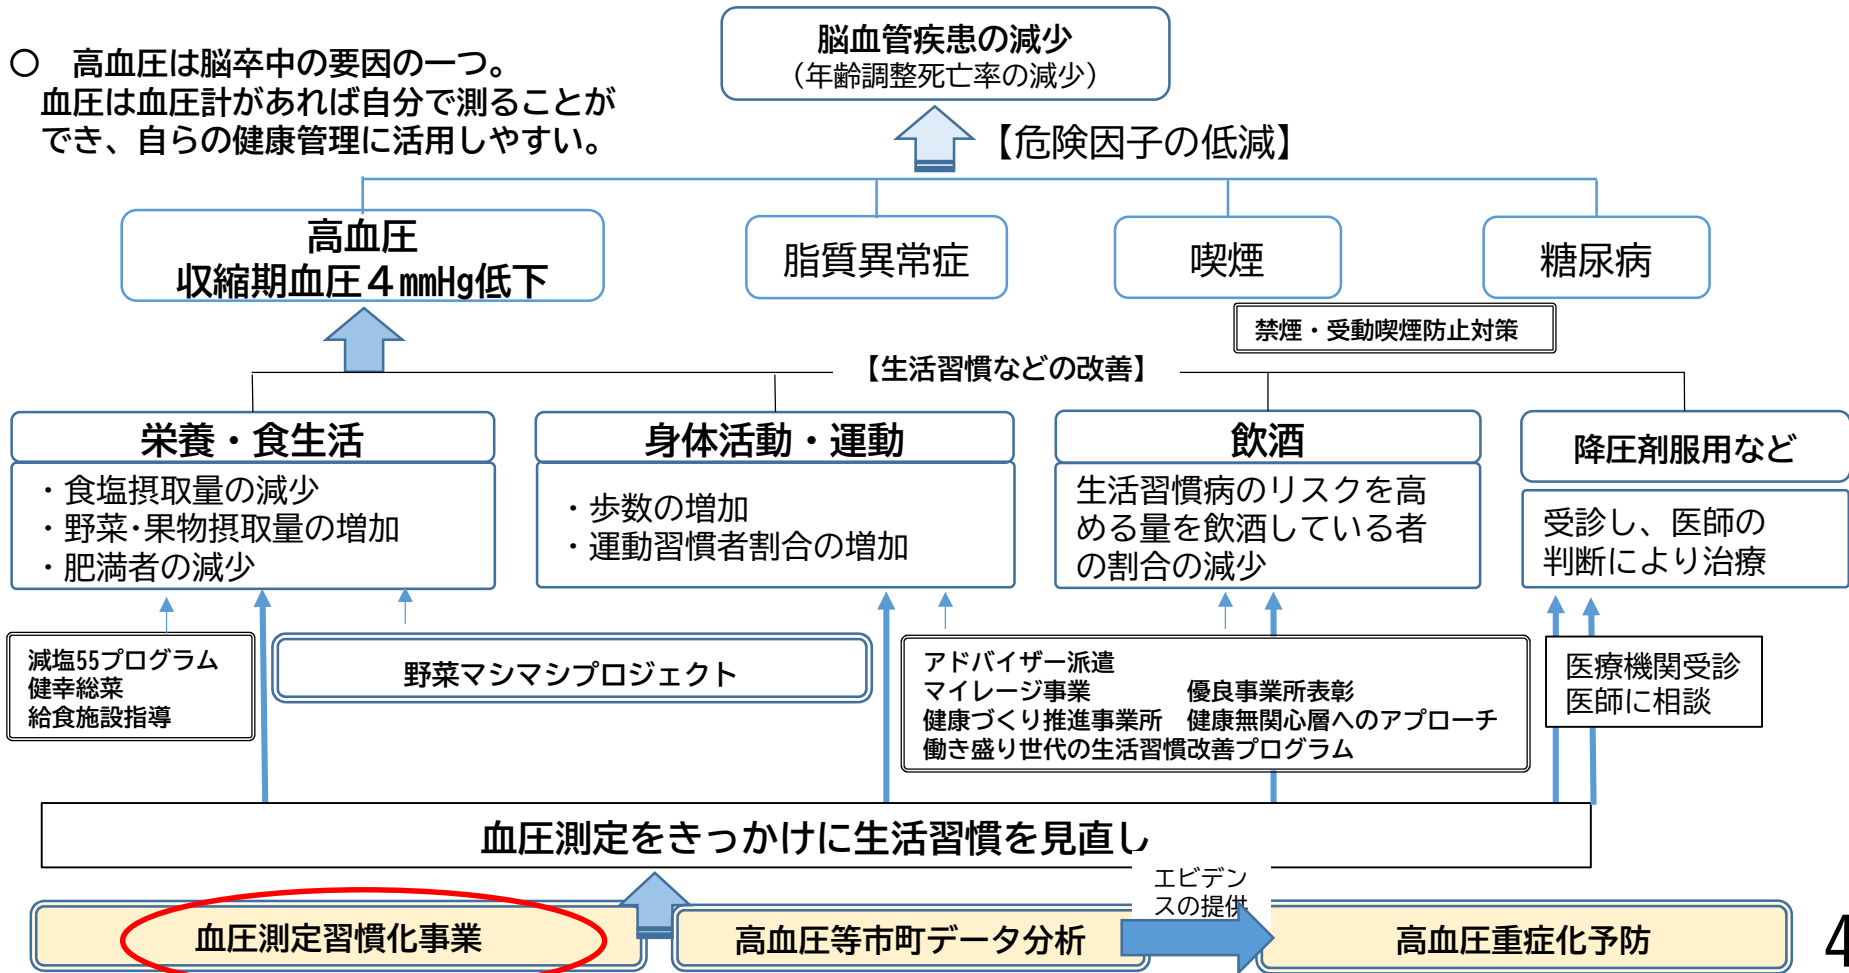 脳血管疾患の減少
（年齢調整死亡率の減少）
○　高血圧は脳卒中の要因の一つ。
血圧は血圧計があれば自分で測ることが
でき、自らの健康管理に活用しやすい。
【危険因子の低減】
高血圧
収縮期血圧４mmHg低下
脂質異常症
喫煙
糖尿病
禁煙・受動喫煙防止対策
【生活習慣などの改善】
栄養・食生活
・食塩摂取量の減少
・野菜･果物摂取量の増加
・肥満者の減少
身体活動・運動
・歩数の増加
・運動習慣者割合の増加
飲酒
生活習慣病のリスクを高
める量を飲酒している者
の割合の減少
降圧剤服用など
受診し、医師の
判断により治療
減塩55プログラム
健幸総菜
給食施設指導
野菜マシマシプロジェクト
アドバイザー派遣
マイレージ事業　　　優良事業所表彰
健康づくり推進事業所　健康無関心層へのアプローチ
働き盛り世代の生活習慣改善プログラム
医療機関受診
医師に相談
血圧測定をきっかけに生活習慣を見直し
エビデン
スの提供
血圧測定習慣化事業
高血圧等市町データ分析
高血圧重症化予防
4